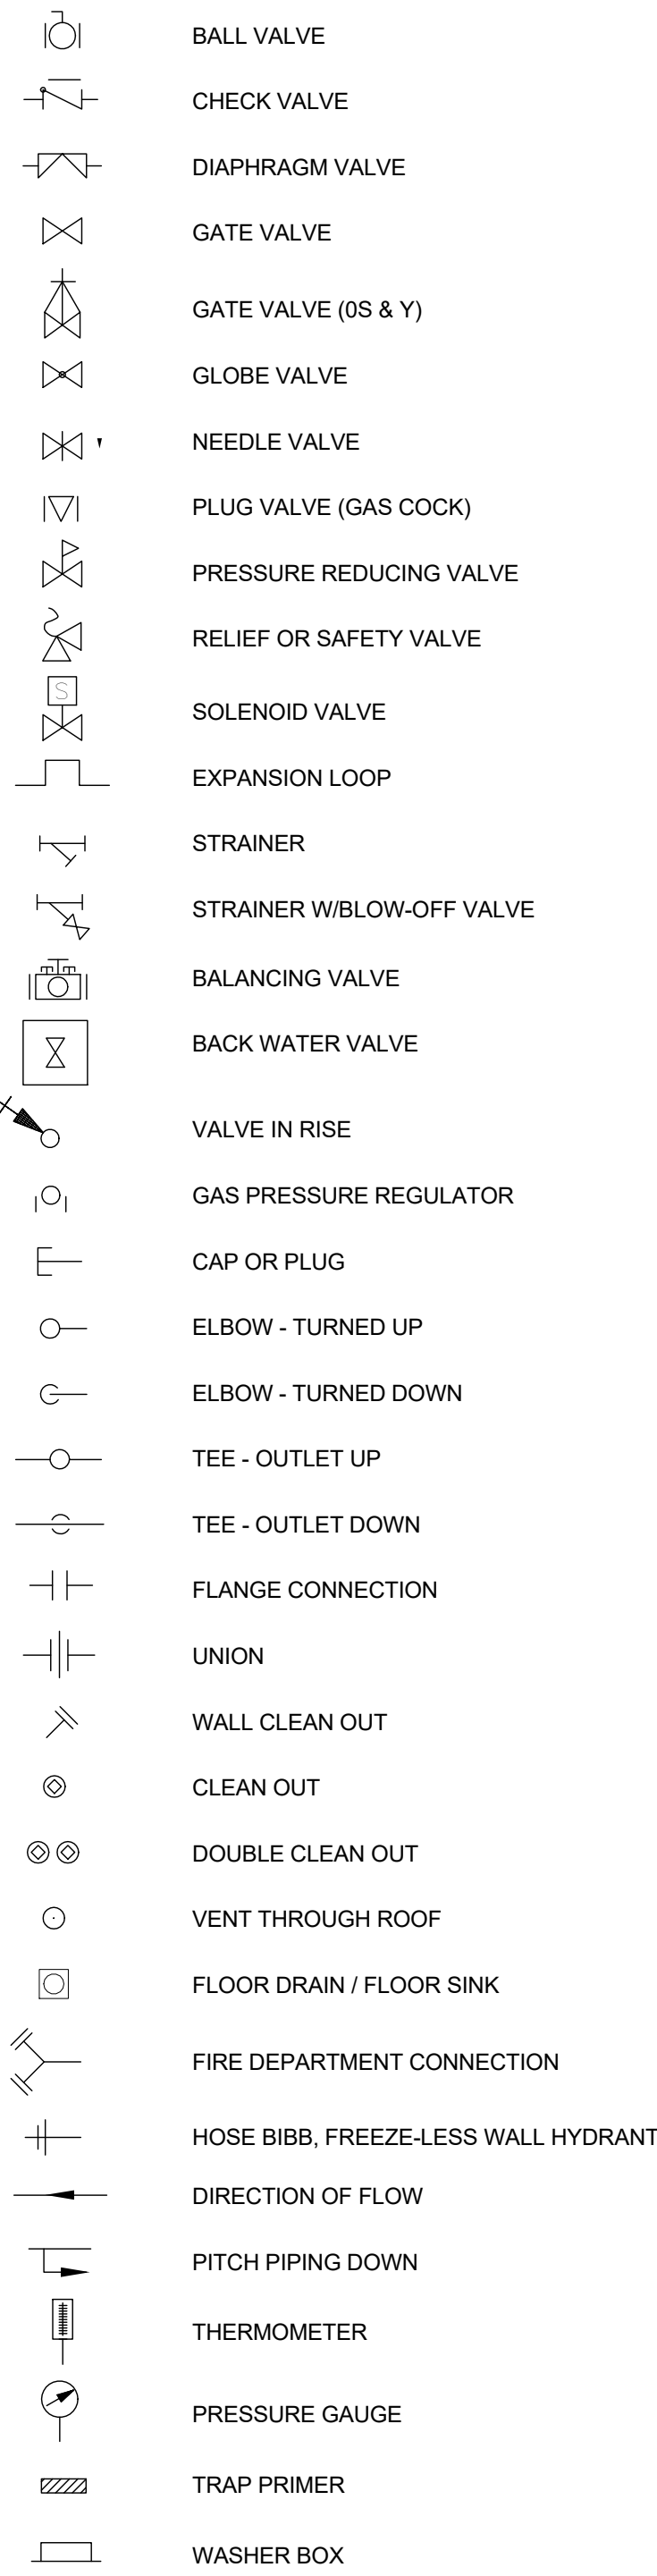 BALL VALVE
CHECK VALVE
DIAPHRAGM VALVE
GATE VALVE
GATE VALVE (0S & Y)
GLOBE VALVE
NEEDLE VALVE
PLUG VALVE (GAS COCK)
PRESSURE REDUCING VALVE
RELIEF OR SAFETY VALVE
S
SOLENOID VALVE
EXPANSION LOOP
STRAINER
STRAINER W/BLOW-OFF VALVE
BALANCING VALVE
BACK WATER VALVE
VALVE IN RISE
GAS PRESSURE REGULATOR
CAP OR PLUG
ELBOW - TURNED UP
ELBOW - TURNED DOWN
TEE - OUTLET UP
TEE - OUTLET DOWN
FLANGE CONNECTION
UNION
WALL CLEAN OUT
CLEAN OUT
DOUBLE CLEAN OUT
VENT THROUGH ROOF
FLOOR DRAIN / FLOOR SINK
FIRE DEPARTMENT CONNECTION
HOSE BIBB, FREEZE-LESS WALL HYDRANT
DIRECTION OF FLOW
PITCH PIPING DOWN
THERMOMETER
PRESSURE GAUGE
TRAP PRIMER
WASHER BOX